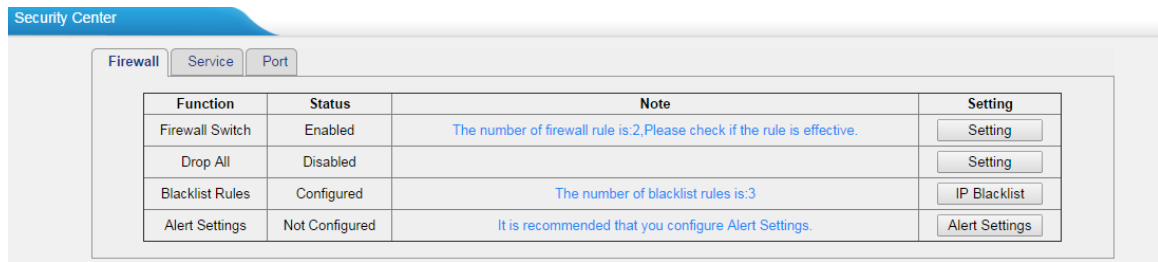 Security Center
Firewall Service Port
Function Status Note Setting
Firewall Switch Enabled The number of firewall rule is:2,Please check if the rule is effective. Setting
Drop All Disabled Setting
Blacklist Rules Configured The number of blacklist rules is:3 IP Blacklist
Alert Settings Not Configured It is recommended that you configure Alert Settings. Alert Settings